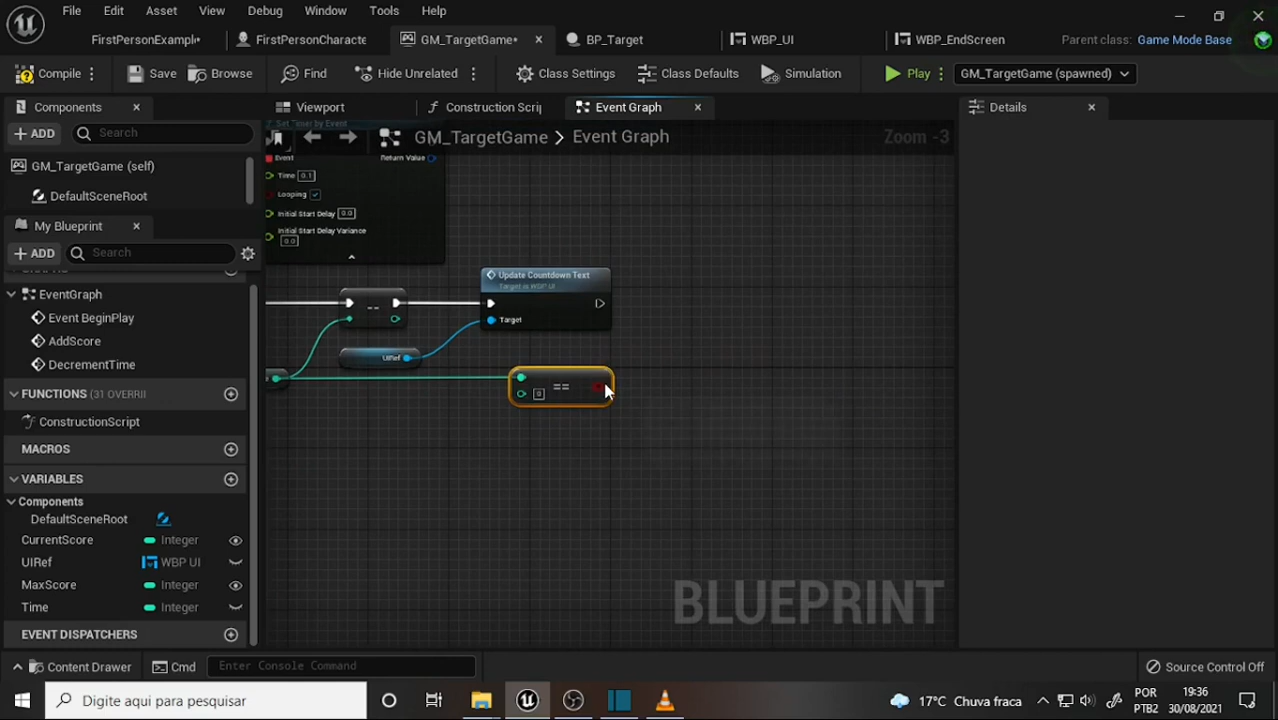 File Edit Asset View Debug Window Tools Help
FirstPersonExampl• FirstPersonCharacte GM_TargetGame• BP_Target WBP_UI WBP_EndScreen Parent class: Game Mode Base
Compile Save Browse Find Hide Unrelated Class Settings Class Defaults Simulation Play GM_TargetGame (spawned)
Components Viewport Construction Scrip Event Graph Details
ADD Search
GM_TargetGame > Event Graph Zoom -3
Set Timer by Event
GM_TargetGame (self)
DefaultSceneRoot
My Blueprint
ADD Search
Event Return Value
Time 0.1
Looping
Initial Start Delay 0.0
Initial Start Delay Variance
0.0
EventGraph
Event BeginPlay
AddScore
DecrementTime
FUNCTIONS (31 OVERRI
ConstructionScript
MACROS
VARIABLES
Components
DefaultSceneRoot
CurrentScore Integer
UIRef WBP UI
MaxScore Integer
Time Integer
EVENT DISPATCHERS
--
Update Countdown Text
Target is WBP UI
Target
UIRef
0 ==
BLUEPRINT
Content Drawer Cmd Enter Console Command Source Control Off
Digite aqui para pesquisar 17°C Chuva fraca POR PTB2 19:36 30/08/2021